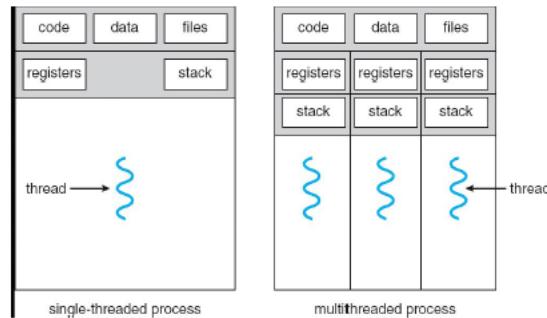 code data files code data files
registers stack registers registers registers
stack stack stack
thread thread
single-threaded process multithreaded process